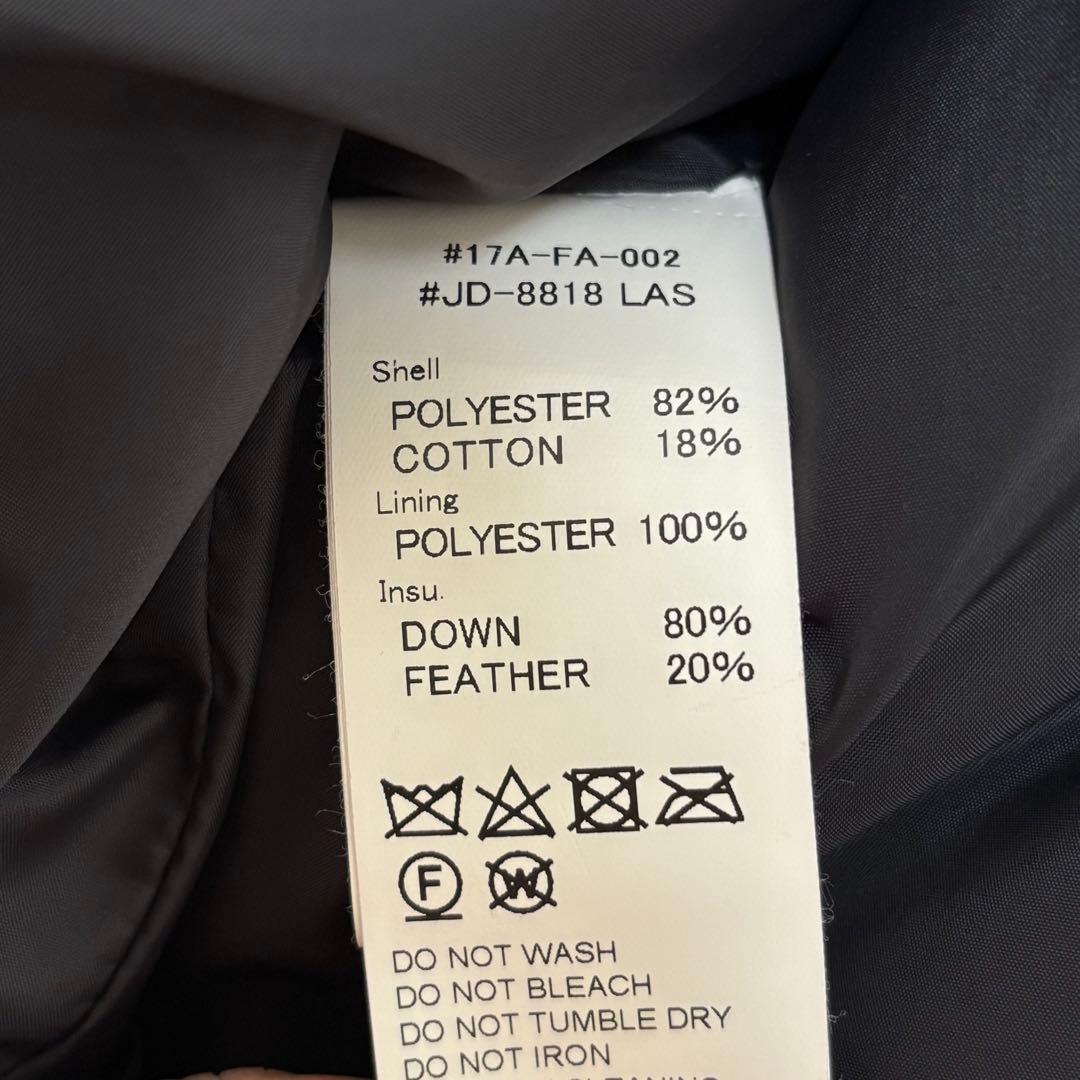 #17A-FA-002
#JD-8818 LAS
Shell
POLYESTER 82%
COTTON 18%
Lining
POLYESTER 100%
Insu.
DOWN 80%
FEATHER 20%
F W
DO NOT WASH
DO NOT BLEACH
DO NOT TUMBLE DRY
DO NOT IRON